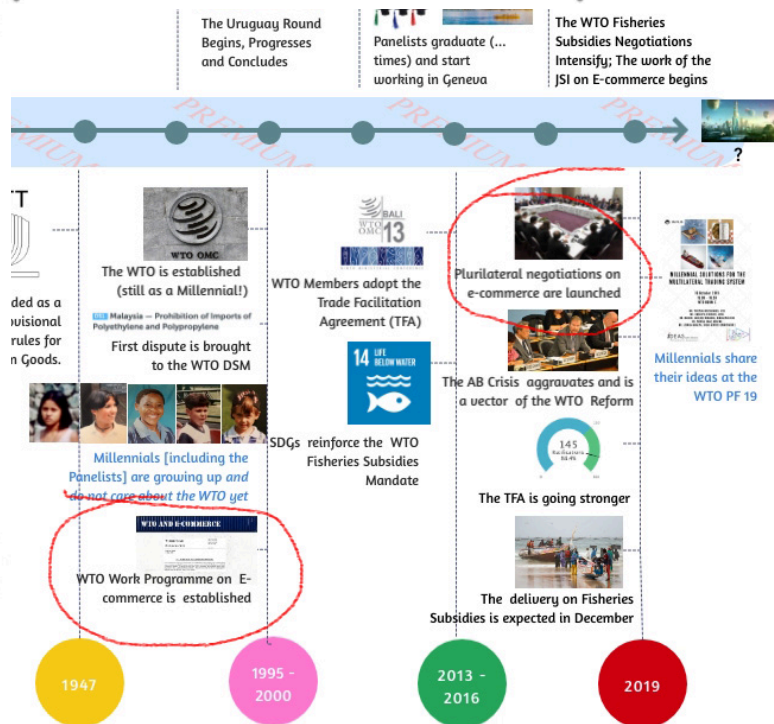 The Uruguay Round
Begins, Progresses
and Concludes
Panelists graduate (...
times) and start
working in Geneva
The WTO Fisheries
Subsidies Negotiations
Intensify; The work of the
JSI on E-commerce begins
PREMIUM
PREMIUM
PREMIUM
PREMIUM
?
TT
ded as a
ovisional
rules for
n Goods.
WTO OMC
The WTO is established
(still as a Millennial!)
Malaysia — Prohibition of Imports of
Polyethylene and Polypropylene
First dispute is brought
to the WTO DSM
Millennials [including the
Panelists] are growing up and
do not care about the WTO yet
WTO AND E-COMMERCE
WTO Work Programme on E-
commerce is established
BALI
WTO
OMC
13
WTO Members adopt the
Trade Facilitation
Agreement (TFA)
14 LIFE
BELOW WATER
SDGs reinforce the WTO
Fisheries Subsidies
Mandate
Plurilateral negotiations on
e-commerce are launched
The AB Crisis aggravates and is
a vector of the WTO Reform
145
The TFA is going stronger
The delivery on Fisheries
Subsidies is expected in December
MILLENNIAL SOLUTIONS FOR THE
MULTILATERAL TRADING SYSTEM
IDEAS
Millennials share
their ideas at the
WTO PF 19
1947
1995 -
2000
2013 -
2016
2019